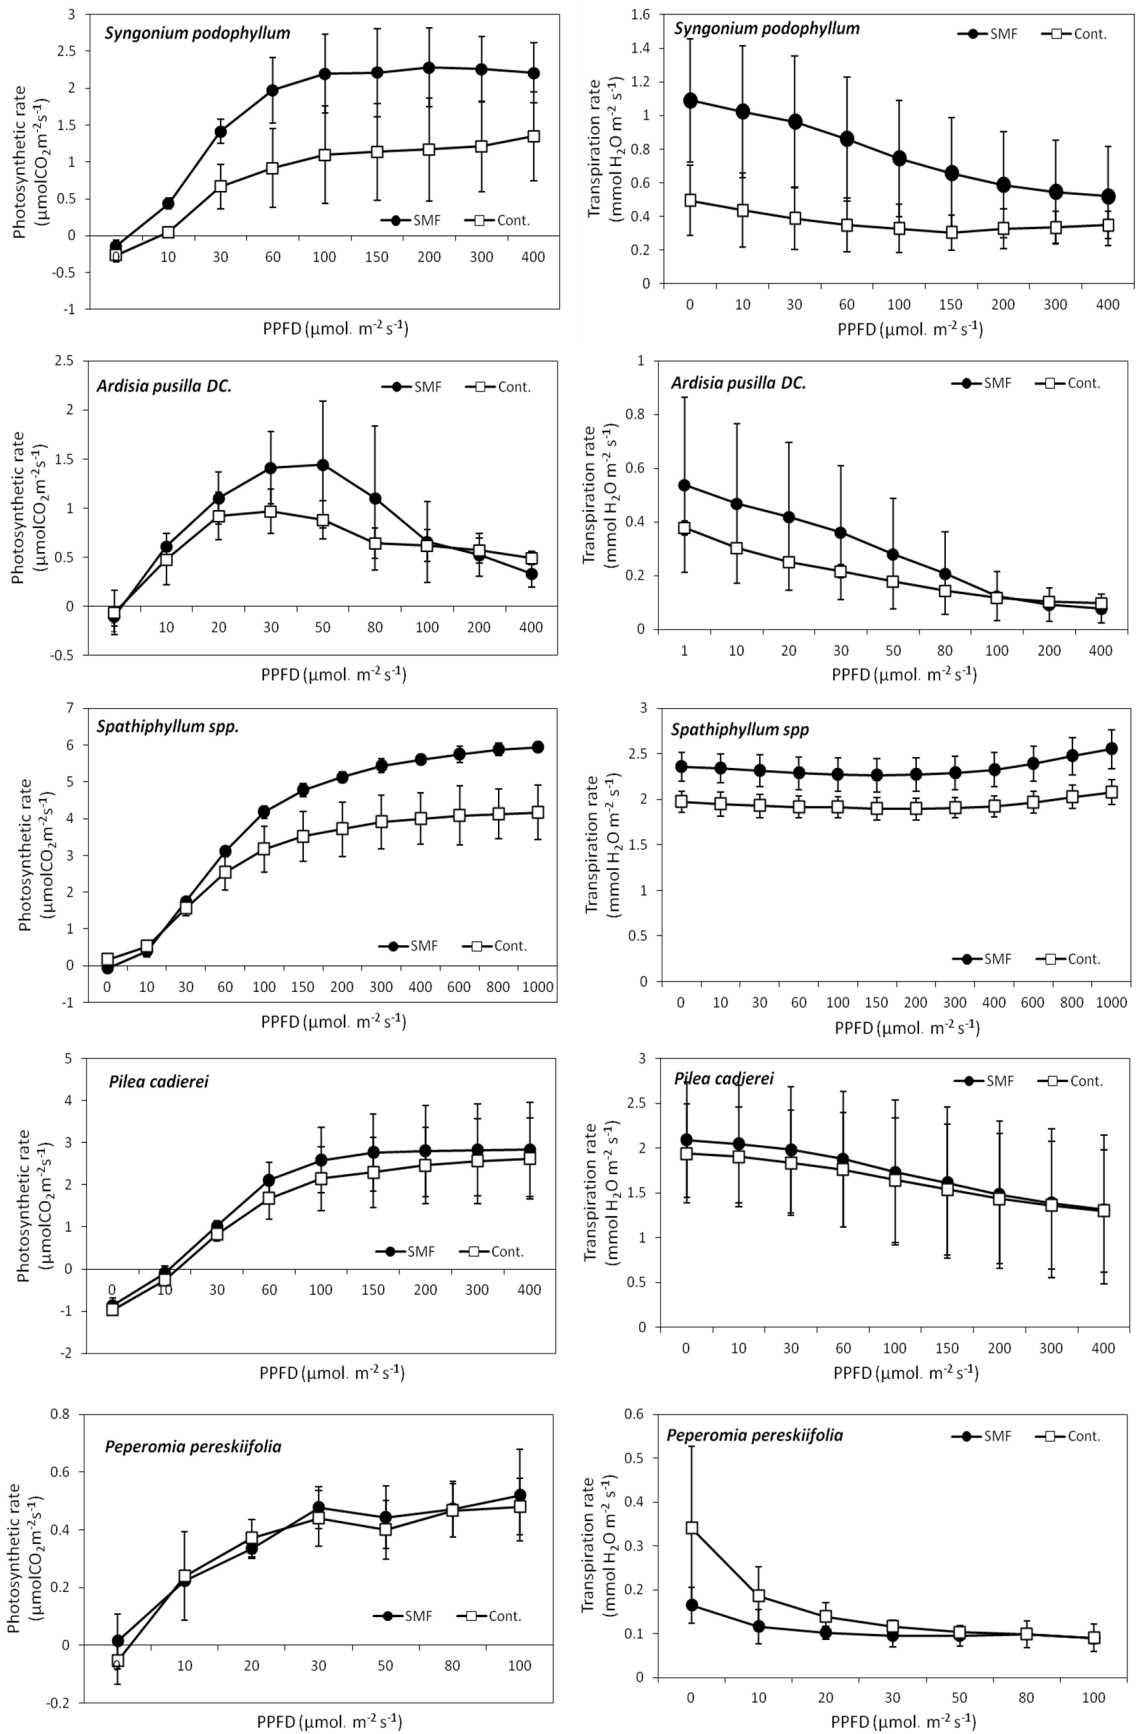 Syngonium podophyllum
Photosynthetic rate
(µmolCO₂m⁻²s⁻¹)
3
2.5
2
1.5
1
0.5
0
-0.5
-1
0 10 30 60 100 150 200 300 400
SMF Cont.
PPFD (µmol. m⁻² s⁻¹)
Syngonium podophyllum
SMF Cont.
Transpiration rate
(mmol H₂O m⁻² s⁻¹)
1.6
1.4
1.2
1
0.8
0.6
0.4
0.2
0
0 10 30 60 100 150 200 300 400
PPFD (µmol. m⁻² s⁻¹)
Ardisia pusilla DC.
SMF Cont.
Photosynthetic rate
(µmolCO₂m⁻²s⁻¹)
2.5
2
1.5
1
0.5
0
-0.5
10 20 30 50 80 100 200 400
PPFD (µmol. m⁻² s⁻¹)
Ardisia pusilla DC.
SMF Cont.
Transpiration rate
(mmol H₂O m⁻² s⁻¹)
1
0.8
0.6
0.4
0.2
0
1 10 20 30 50 80 100 200 400
PPFD (µmol. m⁻² s⁻¹)
Spathiphyllum spp.
Photosynthetic rate
(µmolCO₂m⁻²s⁻¹)
7
6
5
4
3
2
1
0
-1
SMF Cont.
0 10 30 60 100 150 200 300 400 600 800 1000
PPFD (µmol. m⁻² s⁻¹)
Spathiphyllum spp
Transpiration rate
(mmol H₂O m⁻² s⁻¹)
3
2.5
2
1.5
1
0.5
0
SMF Cont.
0 10 30 60 100 150 200 300 400 600 800 1000
PPFD (µmol. m⁻² s⁻¹)
Pilea cadierei
Photosynthetic rate
(µmolCO₂m⁻²s⁻¹)
5
4
3
2
1
0
-1
-2
SMF Cont.
0 10 30 60 100 150 200 300 400
PPFD (µmol. m⁻² s⁻¹)
Pilea cadierei
SMF Cont.
Transpiration rate
(mmol H₂O m⁻² s⁻¹)
3
2.5
2
1.5
1
0.5
0
0 10 30 60 100 150 200 300 400
PPFD (µmol. m⁻² s⁻¹)
Peperomia pereskiifolia
Photosynthetic rate
(µmolCO₂m⁻²s⁻¹)
0.8
0.6
0.4
0.2
0
-0.2
SMF Cont.
0 10 20 30 50 80 100
PPFD (µmol. m⁻² s⁻¹)
Peperomia pereskiifolia
SMF Cont.
Transpiration rate
(mmol H₂O m⁻² s⁻¹)
0.6
0.5
0.4
0.3
0.2
0.1
0
0 10 20 30 50 80 100
PPFD (µmol. m⁻² s⁻¹)